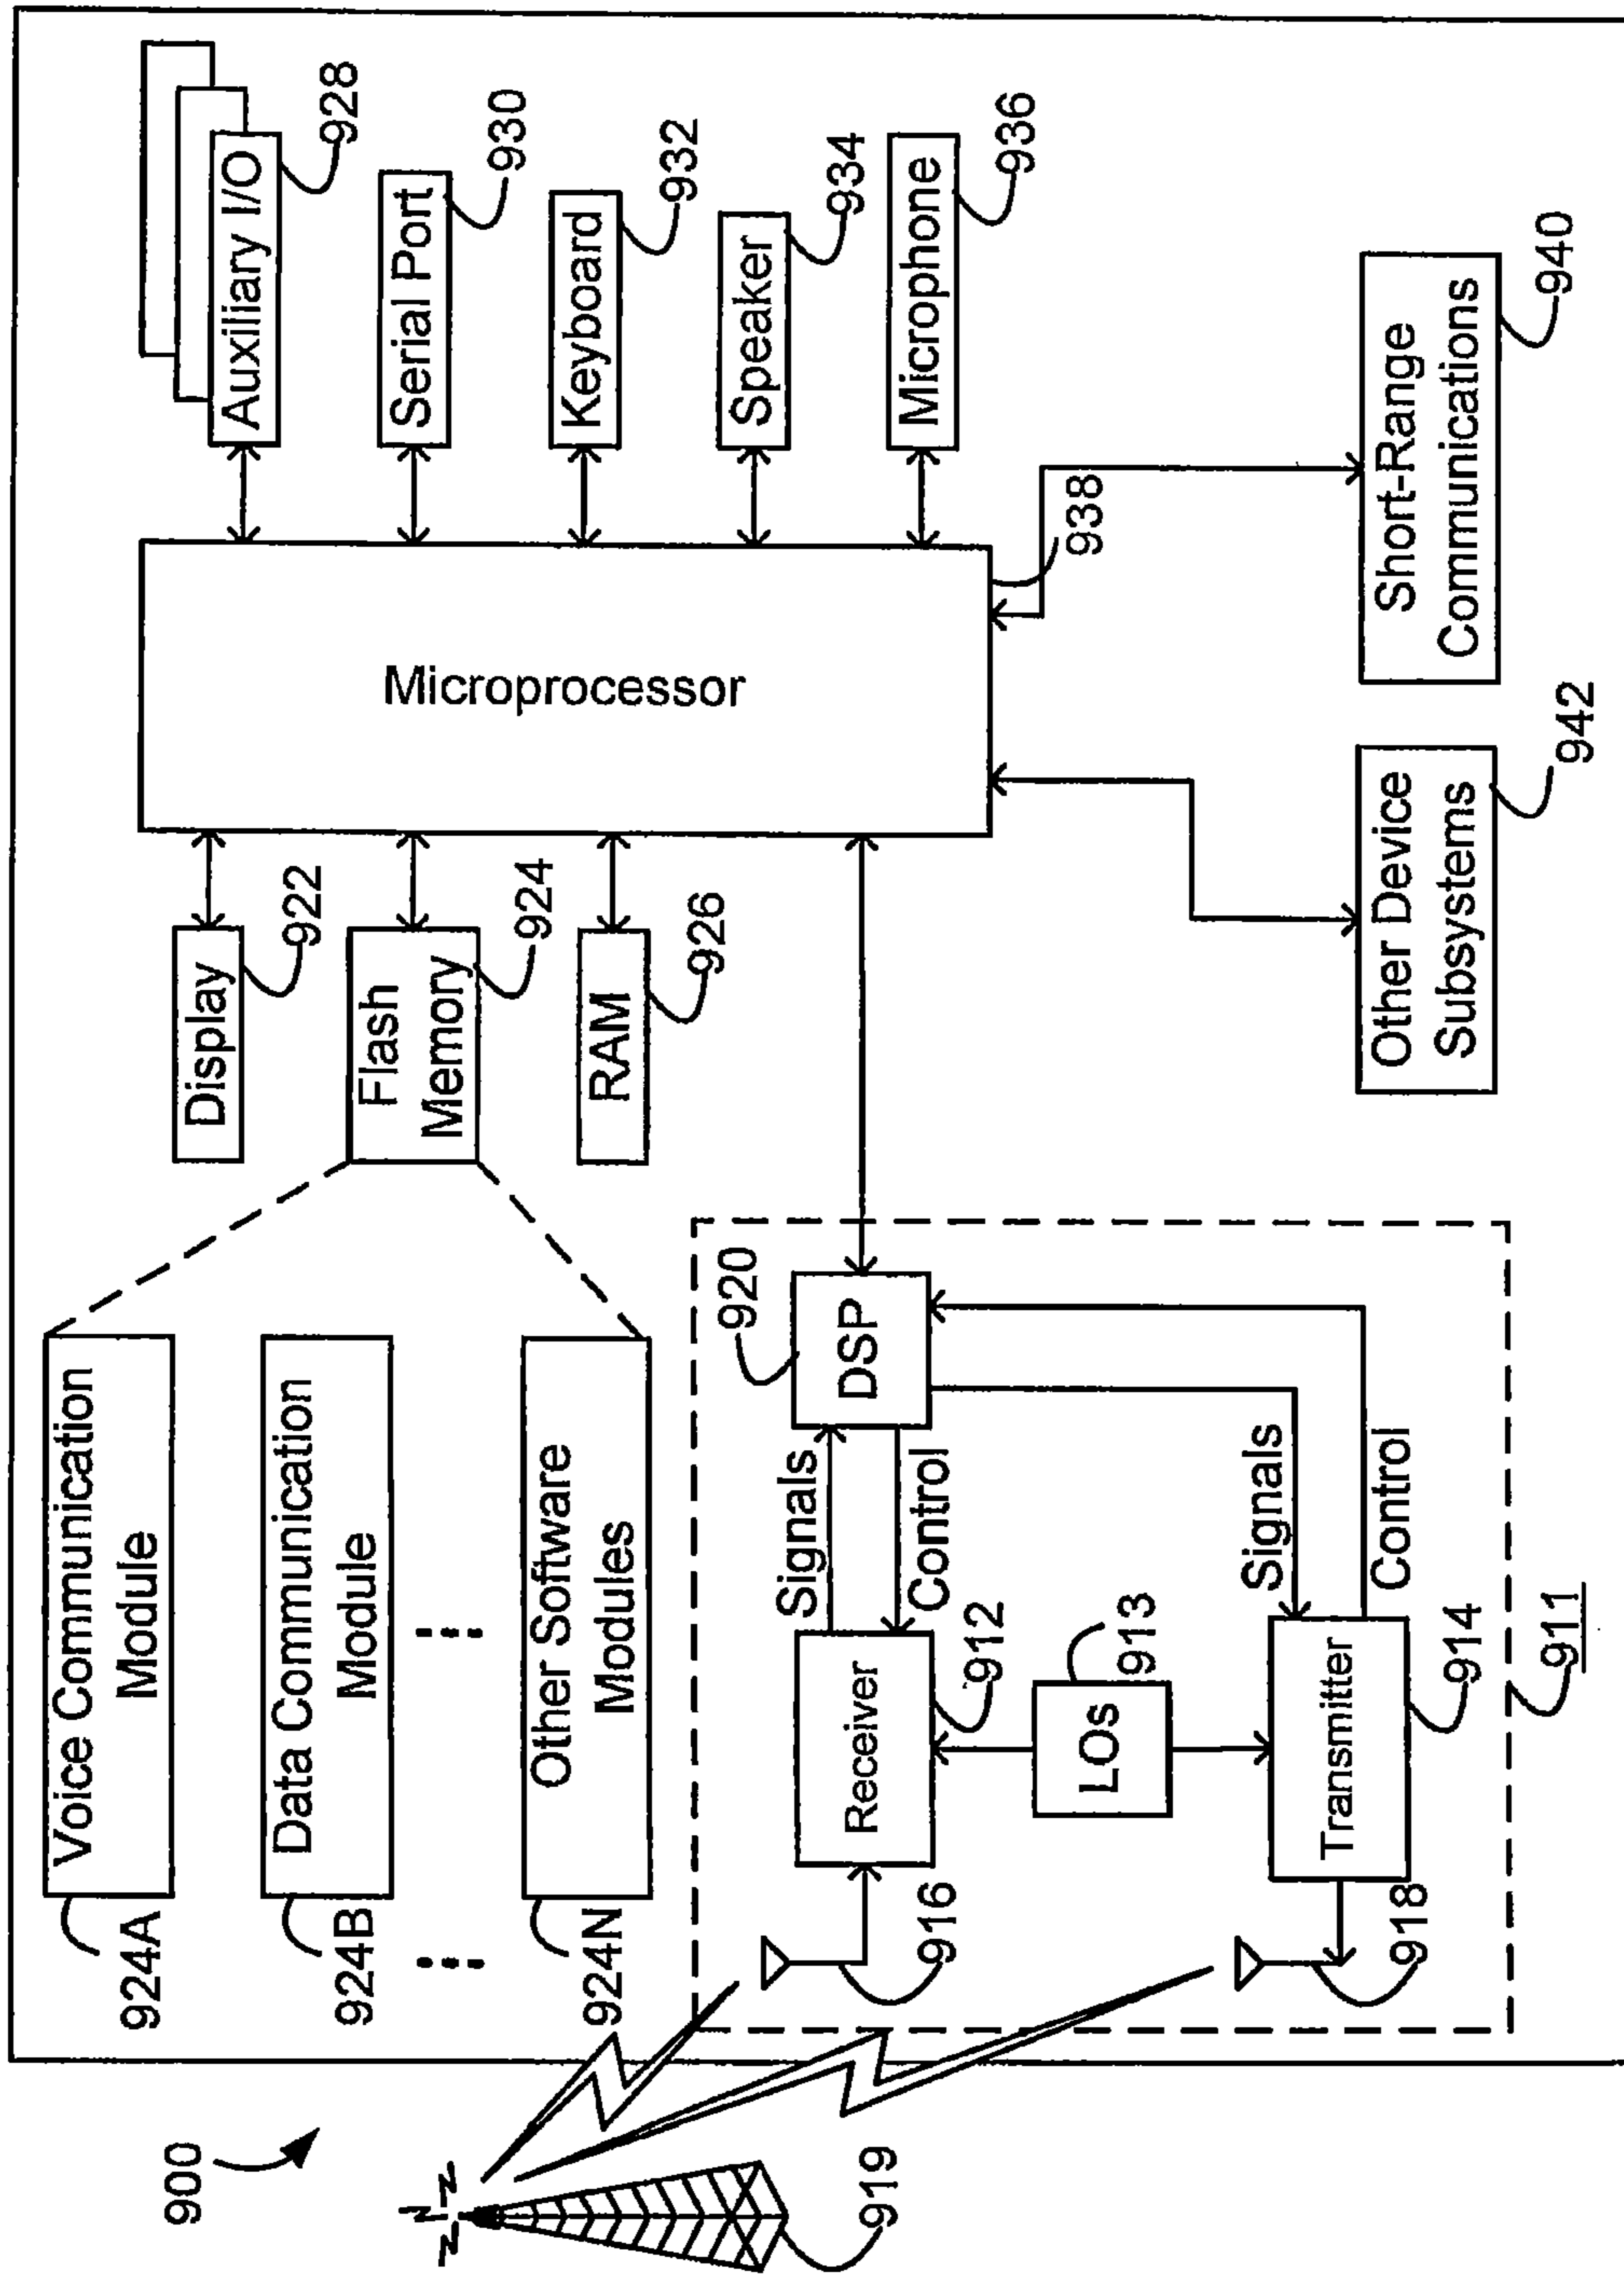 900
919
924A
Voice Communication
Module
924B
Data Communication
Module
924N
Other Software
Modules
Display
922
Flash
Memory
924
RAM
926
Microprocessor
938
Auxiliary I/O
928
Serial Port
930
Keyboard
932
Speaker
934
Microphone
936
Short-Range
Communications
940
Other Device
Subsystems
942
DSP
920
Signals
Control
Receiver
912
916
LOs
913
Signals
Control
Transmitter
914
918
911